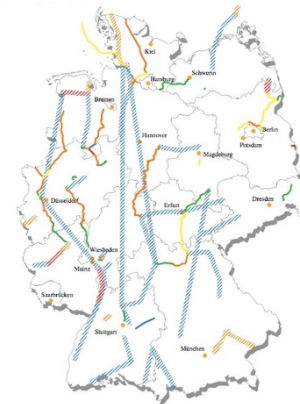 Kiel
Schwerin
Hamburg
Bremen
Hannover
Berlin
Potsdam
Magdeburg
Düsseldorf
Erfurt
Dresden
Wiesbaden
Mainz
Saarbrücken
Stuttgart
München